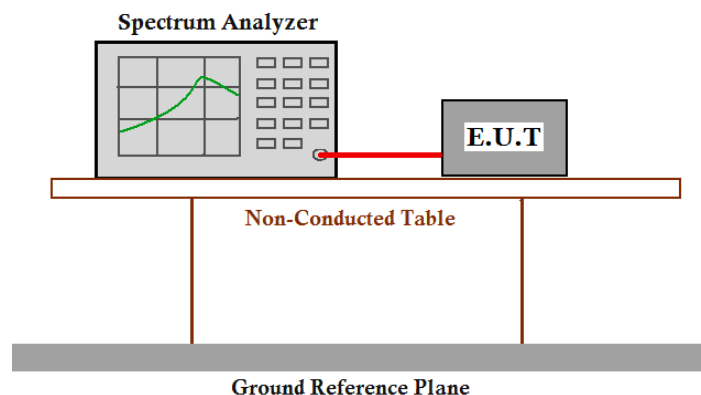 Spectrum Analyzer
E.U.T
Non-Conducted Table
Ground Reference Plane